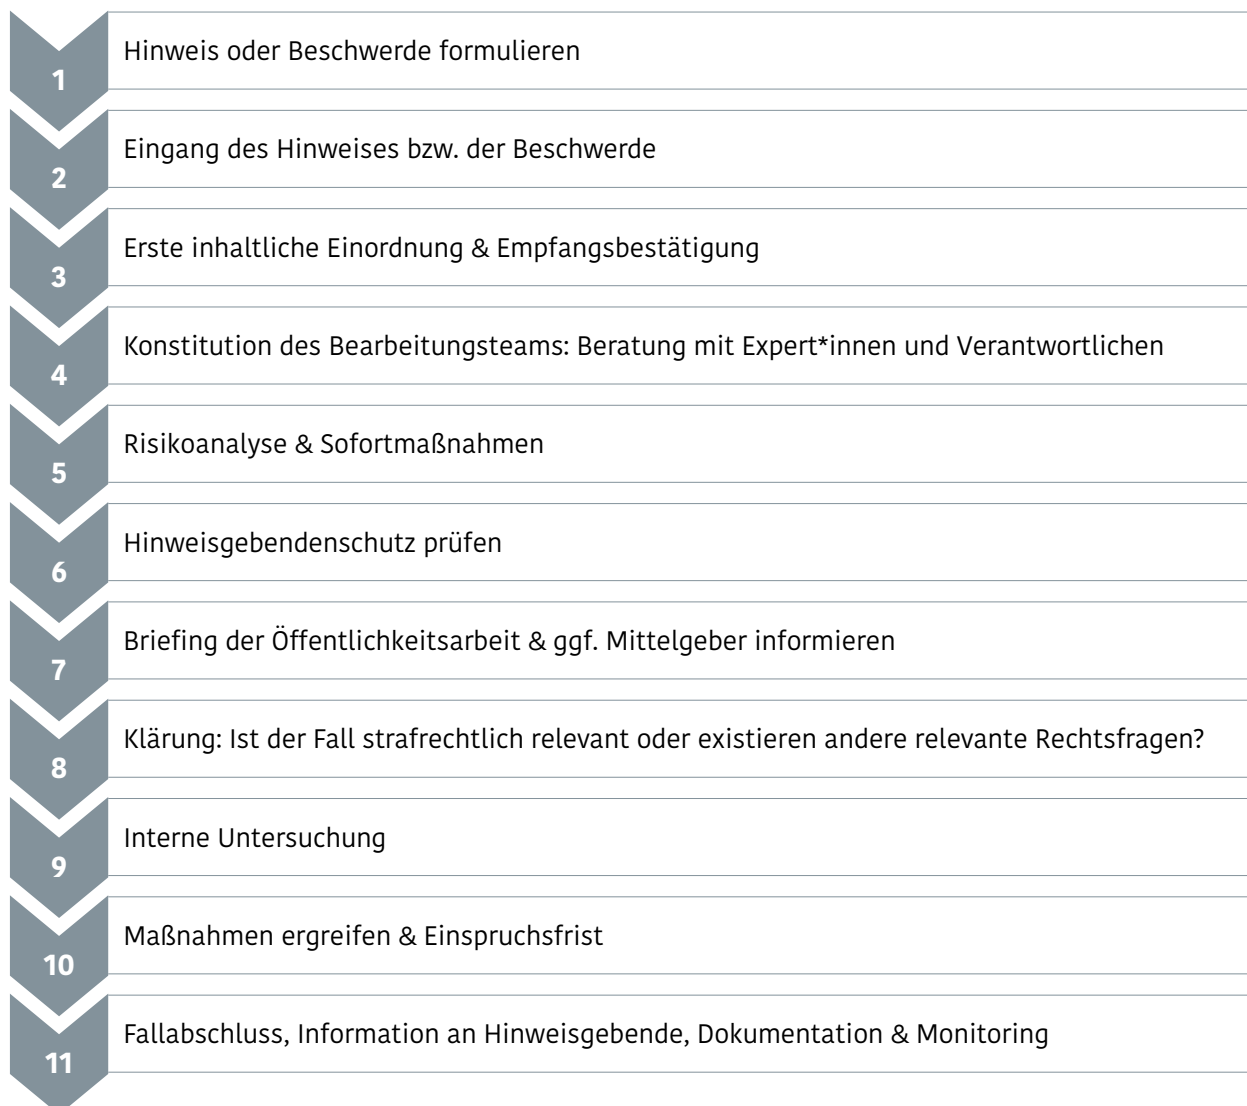 1
Hinweis oder Beschwerde formulieren
2
Eingang des Hinweises bzw. der Beschwerde
3
Erste inhaltliche Einordnung & Empfangsbestätigung
4
Konstitution des Bearbeitungsteams: Beratung mit Expert*innen und Verantwortlichen
5
Risikoanalyse & Sofortmaßnahmen
6
Hinweisgebendenschutz prüfen
7
Briefing der Öffentlichkeitsarbeit & ggf. Mittelgeber informieren
8
Klärung: Ist der Fall strafrechtlich relevant oder existieren andere relevante Rechtsfragen?
9
Interne Untersuchung
10
Maßnahmen ergreifen & Einspruchsfrist
11
Fallabschluss, Information an Hinweisgebende, Dokumentation & Monitoring